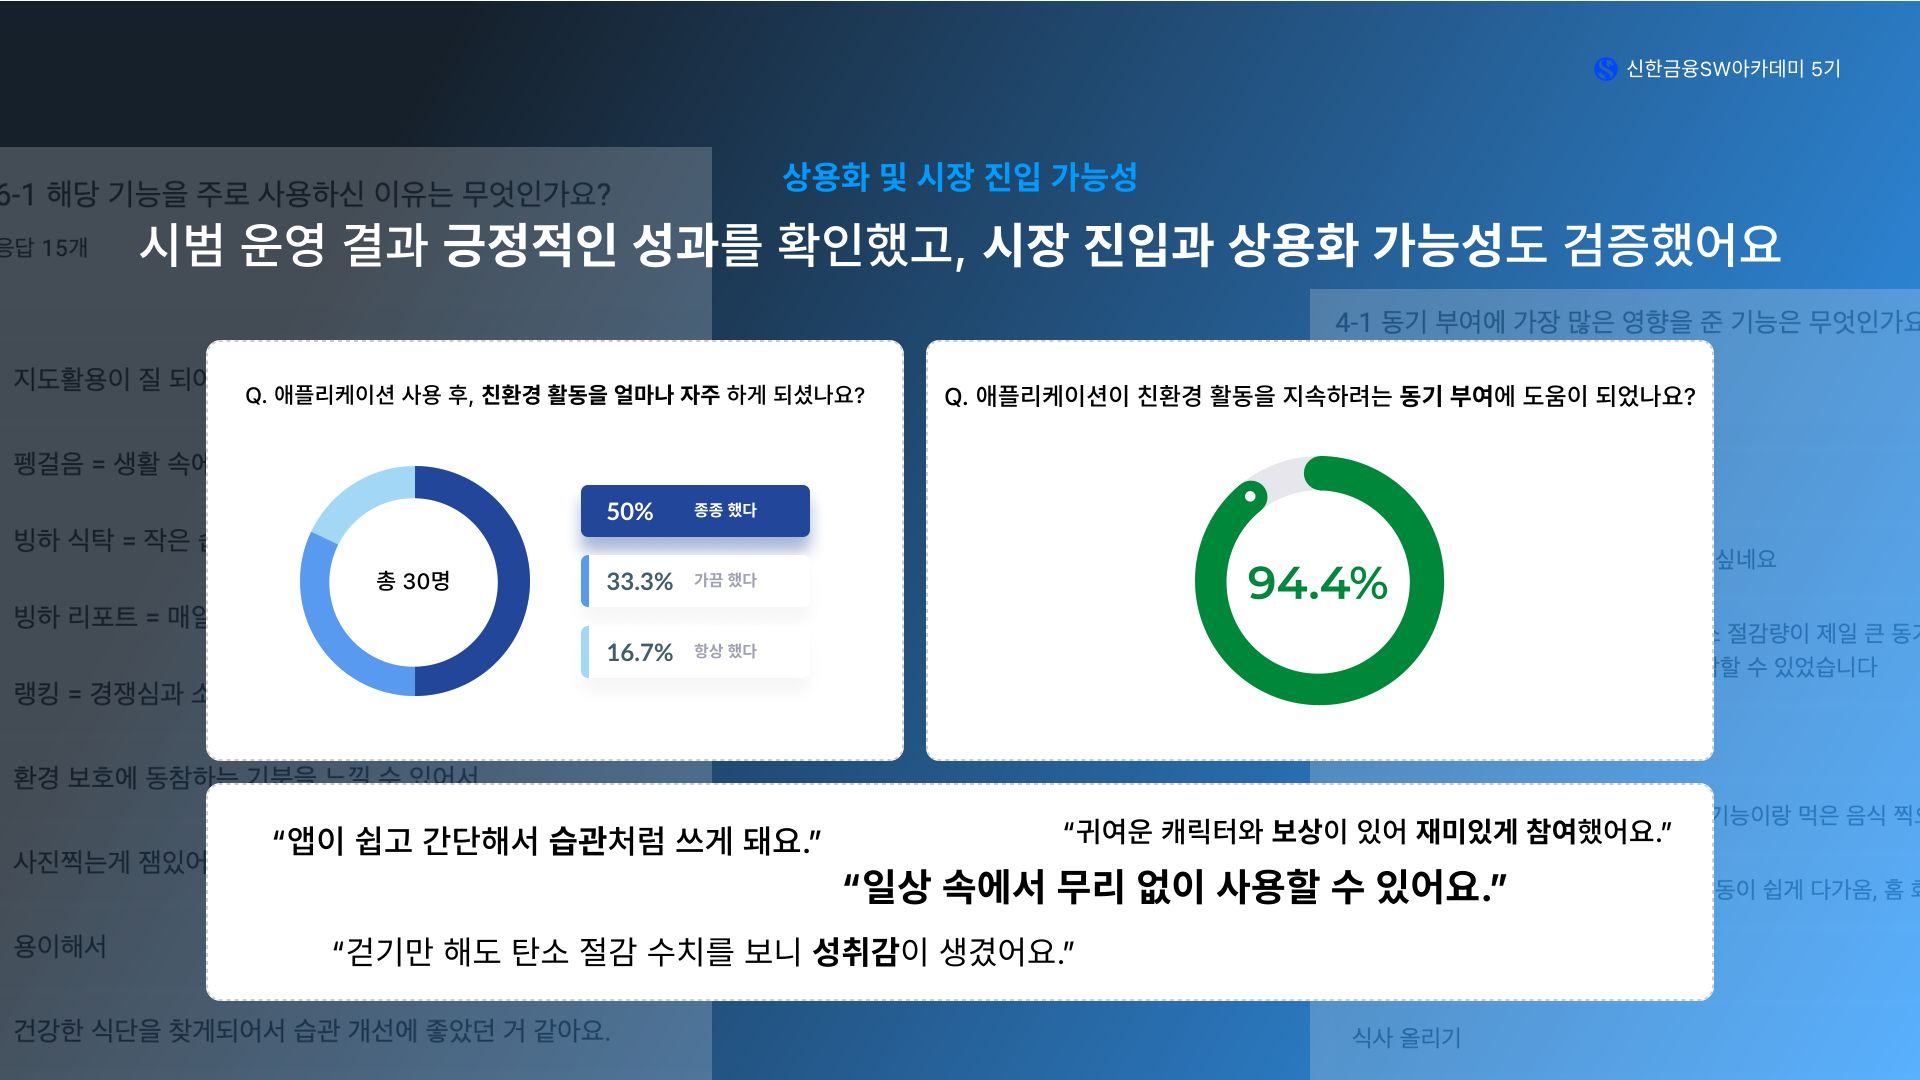 신한금융SW아카데미 5기
상용화 및 시장 진입 가능성
시범 운영 결과 긍정적인 성과를 확인했고, 시장 진입과 상용화 가능성도 검증했어요
6-1 해당 기능을 주로 사용하신 이유는 무엇인가요?
응답 15개
지도활용이 질 되어
펭걸음 = 생활 속에
빙하 식탁 = 작은
빙하 리포트 = 매일
랭킹 = 경쟁심과 소
환경 보호에 동참하는 기분을 느낄 수 있어서
사진찍는게 잼있어
용이해서
건강한 식단을 찾게되어서 습관 개선에 좋았던 거 같아요.
4-1 동기 부여에 가장 많은 영향을 준 기능은 무엇인가요
싶네요
절감량이 제일 큰 동기
할 수 있었습니다
기능이랑 먹은 음식 찍으
동이 쉽게 다가옴, 홈 화
식사 올리기
Q. 애플리케이션 사용 후, 친환경 활동을 얼마나 자주 하게 되셨나요?
총 30명
50% 종종 했다
33.3% 가끔 했다
16.7% 항상 했다
Q. 애플리케이션이 친환경 활동을 지속하려는 동기 부여에 도움이 되었나요?
94.4%
“앱이 쉽고 간단해서 습관처럼 쓰게 돼요.”
“귀여운 캐릭터와 보상이 있어 재미있게 참여했어요.”
“일상 속에서 무리 없이 사용할 수 있어요.”
“걷기만 해도 탄소 절감 수치를 보니 성취감이 생겼어요.”